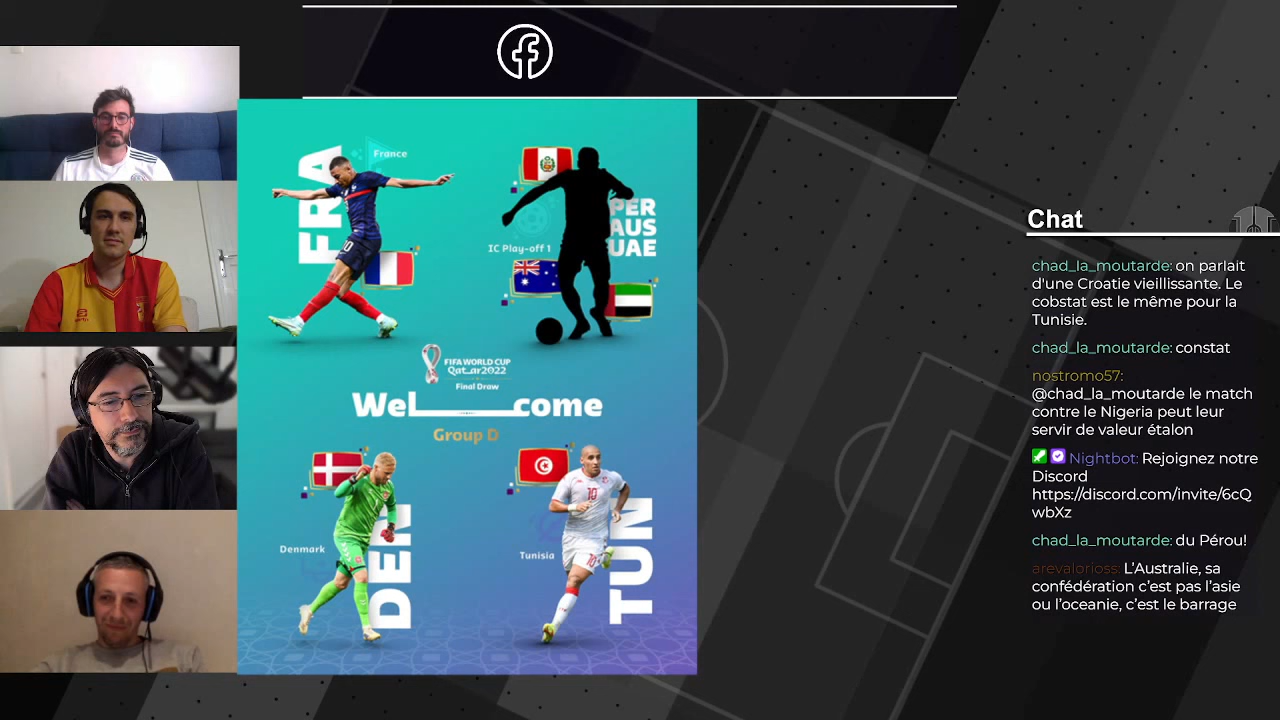 FRA
France
PER
AUS
UAE
IC Play-off 1
FIFA WORLD CUP
Qatar2022
Final Draw
Wel come
Group D
Denmark
DEN
Tunisia
TUN
10
Chat
chad_la_moutarde: on parlait
d'une Croatie vieillissante. Le
cobstat est le même pour la
Tunisie.
chad_la_moutarde: constat
nostromo57:
@chad_la_moutarde le match
contre le Nigeria peut leur
servir de valeur étalon
Nightbot: Rejoignez notre
Discord
https://discord.com/invite/6cQ
wbXz
chad_la_moutarde: du Pérou!
arevalorioss: L'Australie, sa
confédération c'est pas l'asie
ou l'oceanie, c'est le barrage